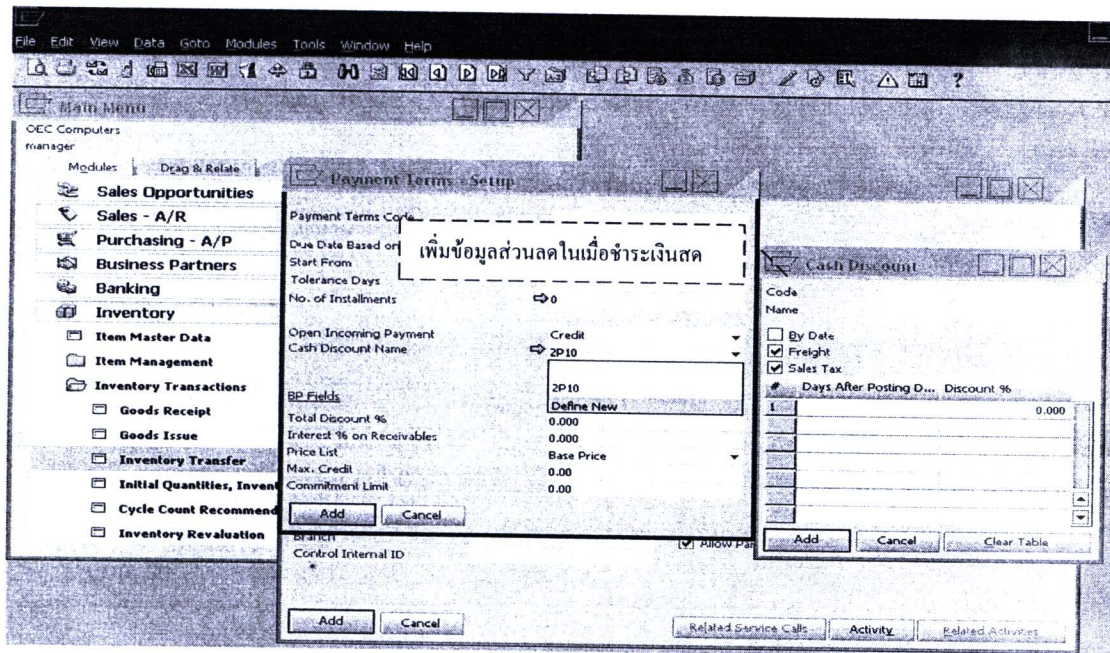 File Edit View Data Goto Modules Tools Window Help
Main Menu
OEC Computers
manager
Modules Drag & Relate
Sales Opportunities
Sales - A/R
Purchasing - A/P
Business Partners
Banking
Inventory
Item Master Data
Item Management
Inventory Transactions
Goods Receipt
Goods Issue
Inventory Transfer
Initial Quantities, Invent
Cycle Count Recommend
Inventory Revaluation
Payment Terms - Setup
Payment Terms Code
Due Date Based on
เพิ่มข้อมูลส่วนลดในเมื่อชำระเงินสด
Start From
Tolerance Days
No. of Installments 0
Open Incoming Payment Credit
Cash Discount Name 2P10
2P10
Define New
BP Fields
Total Discount % 0.000
Interest % on Receivables 0.000
Price List Base Price
Max. Credit 0.00
Commitment Limit 0.00
Add Cancel
Branch
Allow Par
Control Internal ID
*
Add Cancel
Related Service Calls Activity Related Activities
Cash Discount
Code
Name
By Date
Freight
Sales Tax
# Days After Posting D... Discount %
1 0.000
Add Cancel Clear Table